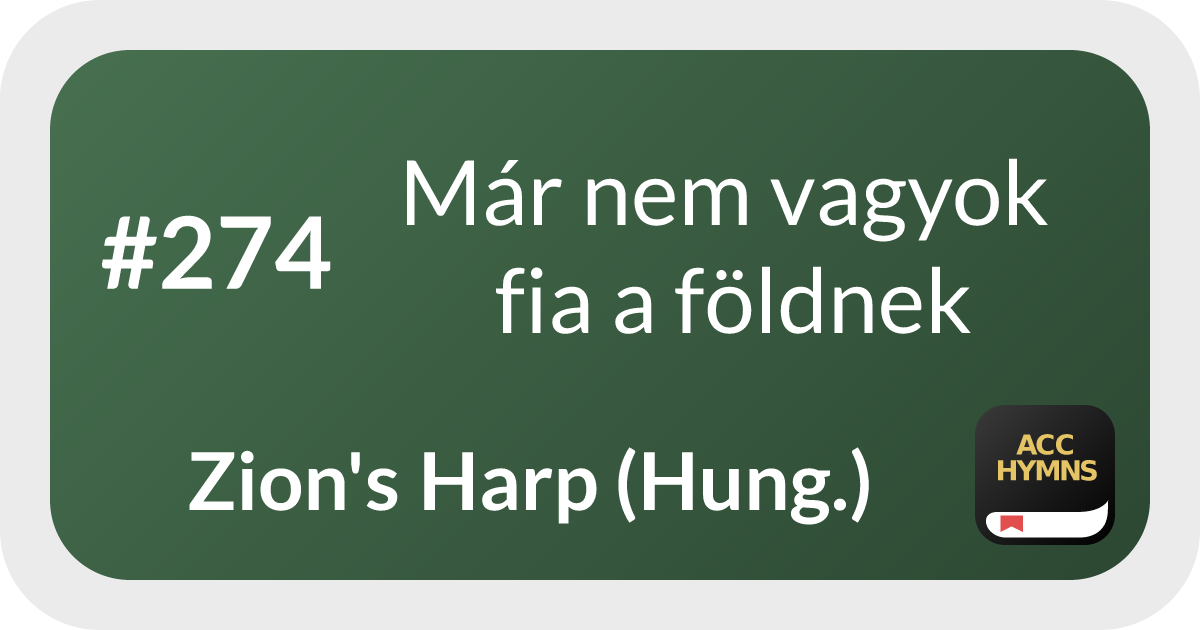 #274
Már nem vagyok
fia a földnek
Zion's Harp (Hung.)
ACC
HYMNS